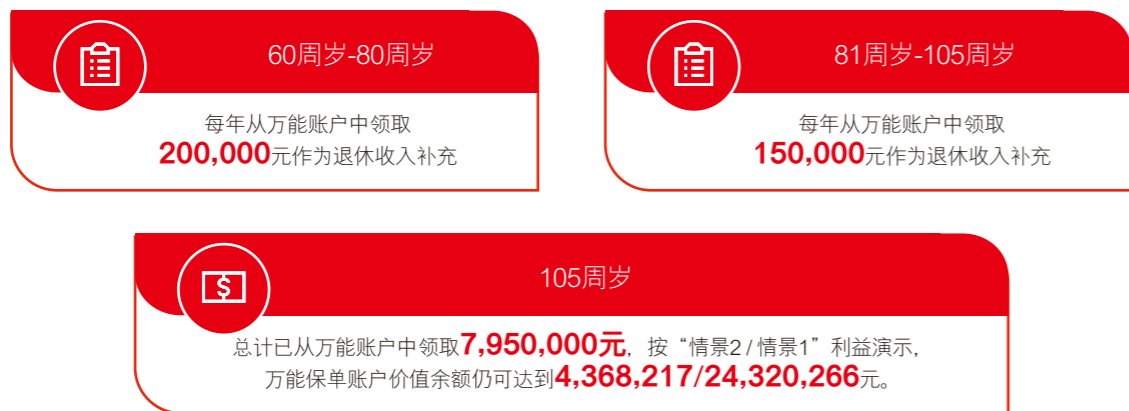 60周岁-80周岁
每年从万能账户中领取
200,000元作为退休收入补充
81周岁-105周岁
每年从万能账户中领取
150,000元作为退休收入补充
105周岁
总计已从万能账户中领取7,950,000元，按“情景2 / 情景1”利益演示，
万能保单账户价值余额仍可达到4,368,217/24,320,266元。